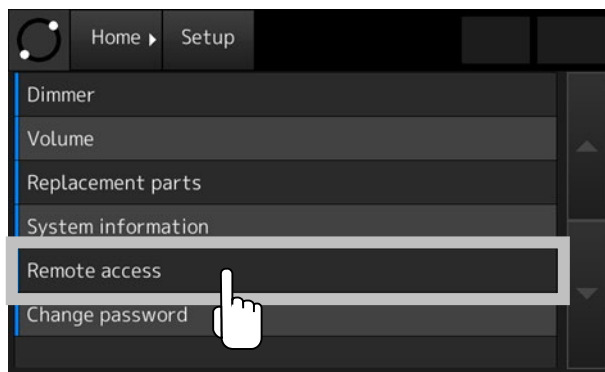 Home Setup
Dimmer
Volume
Replacement parts
System information
Remote access
Change password